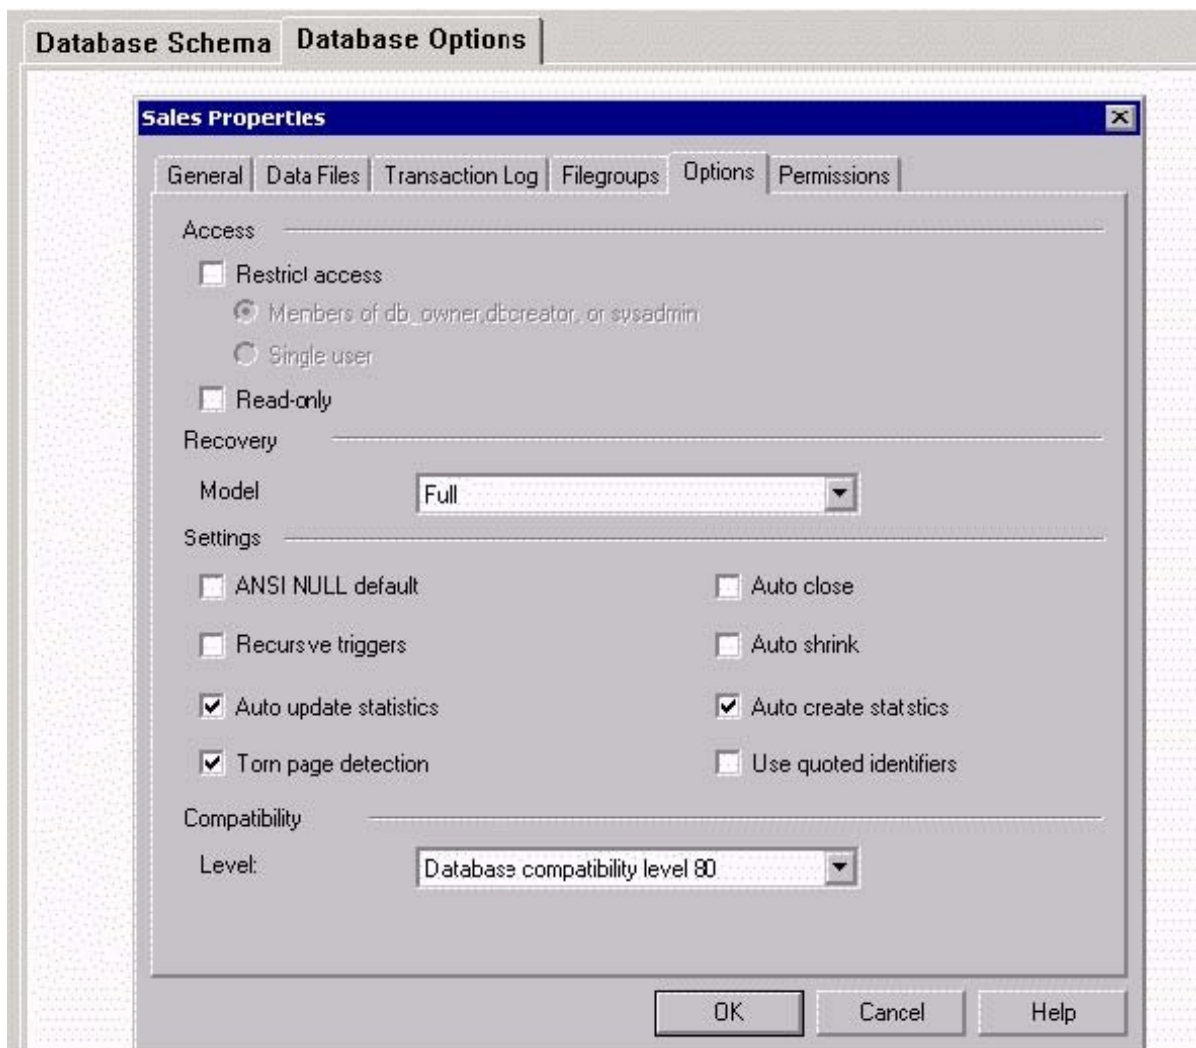 Database Schema Database Options
Sales Properties
General Data Files Transaction Log Filegroups Options Permissions
Access
Restrict access
Members of db_owner,dbcreator, or sysadmin
Single user
Read-only
Recovery
Model Full
Settings
ANSI NULL default Auto close
Recursve triggers Auto shrink
Auto update statistics Auto create statstics
Torn page detection Use quoted identifiers
Compatibility
Level: Database compatibility level 80
OK Cancel Help